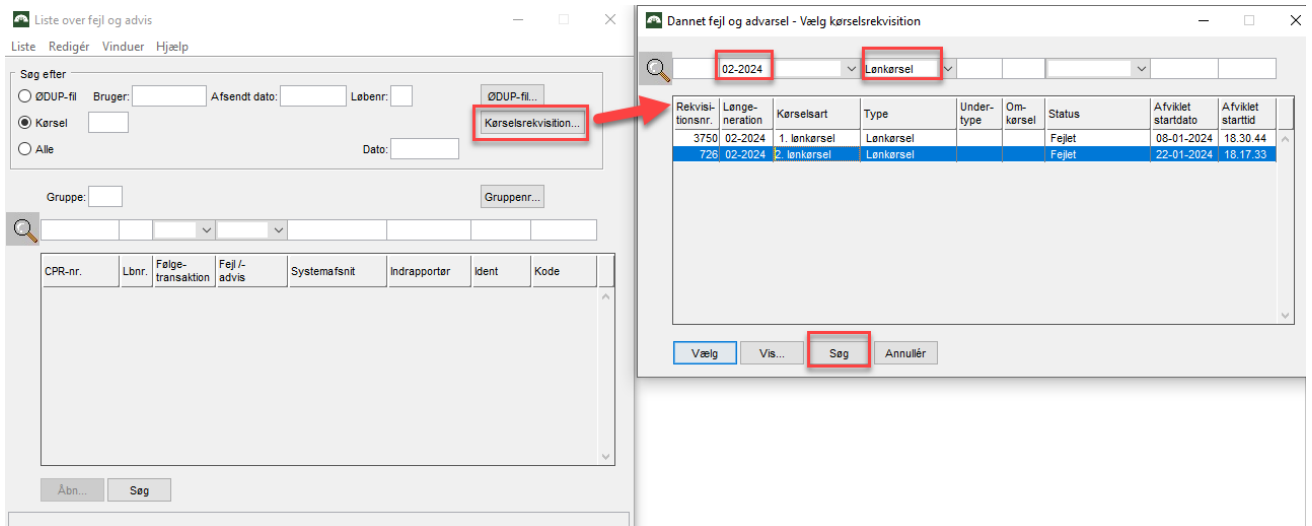 Liste over fejl og advis
Liste Redigér Vinduer Hjælp
Søg efter
ØDUP-fil Bruger: Afsendt dato: Løbenr: ØDUP-fil...
Kørsel Kørselsrekvisition...
Alle Dato:
Gruppe: Gruppenr...
CPR-nr. Lbnr. Følge-transaktion Fejl/-advis Systemafsnit Indrapportør Ident Kode
Åbn... Søg
Dannet fejl og advarsel - Vælg kørselsrekvisition
02-2024 Lønkørsel
Rekvisi-tionsnr. Lønge-neration Kørselsart Type Under-type Om-kørsel Status Afviklet startdato Afviklet starttid
3750 02-2024 1. lønkørsel Lønkørsel Fejlet 08-01-2024 18.30.44
726 02-2024 2. lønkørsel Lønkørsel Fejlet 22-01-2024 18.17.33
Vælg Vis... Søg Annullér